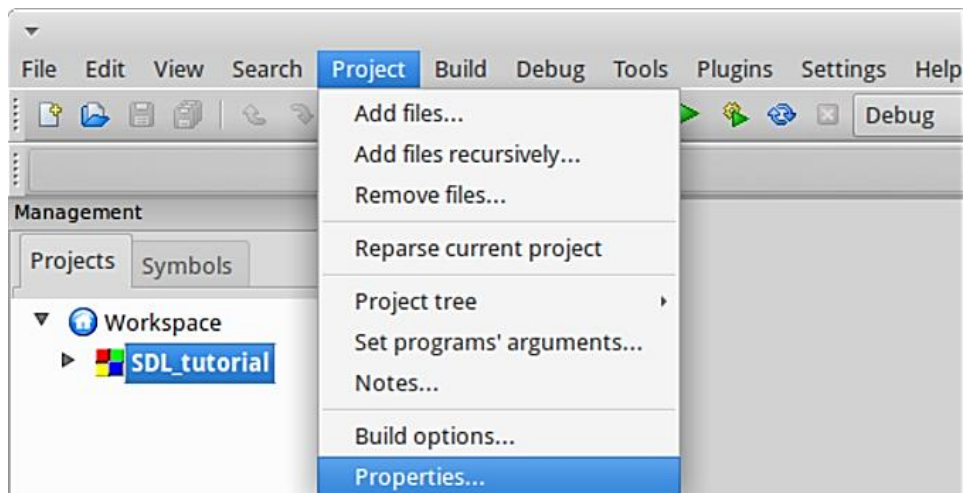 File Edit View Search Project Build Debug Tools Plugins Settings Help
Debug
Add files...
Add files recursively...
Remove files...
Reparse current project
Project tree
Set programs' arguments...
Notes...
Build options...
Properties...
Management
Projects Symbols
Workspace
SDL_tutorial